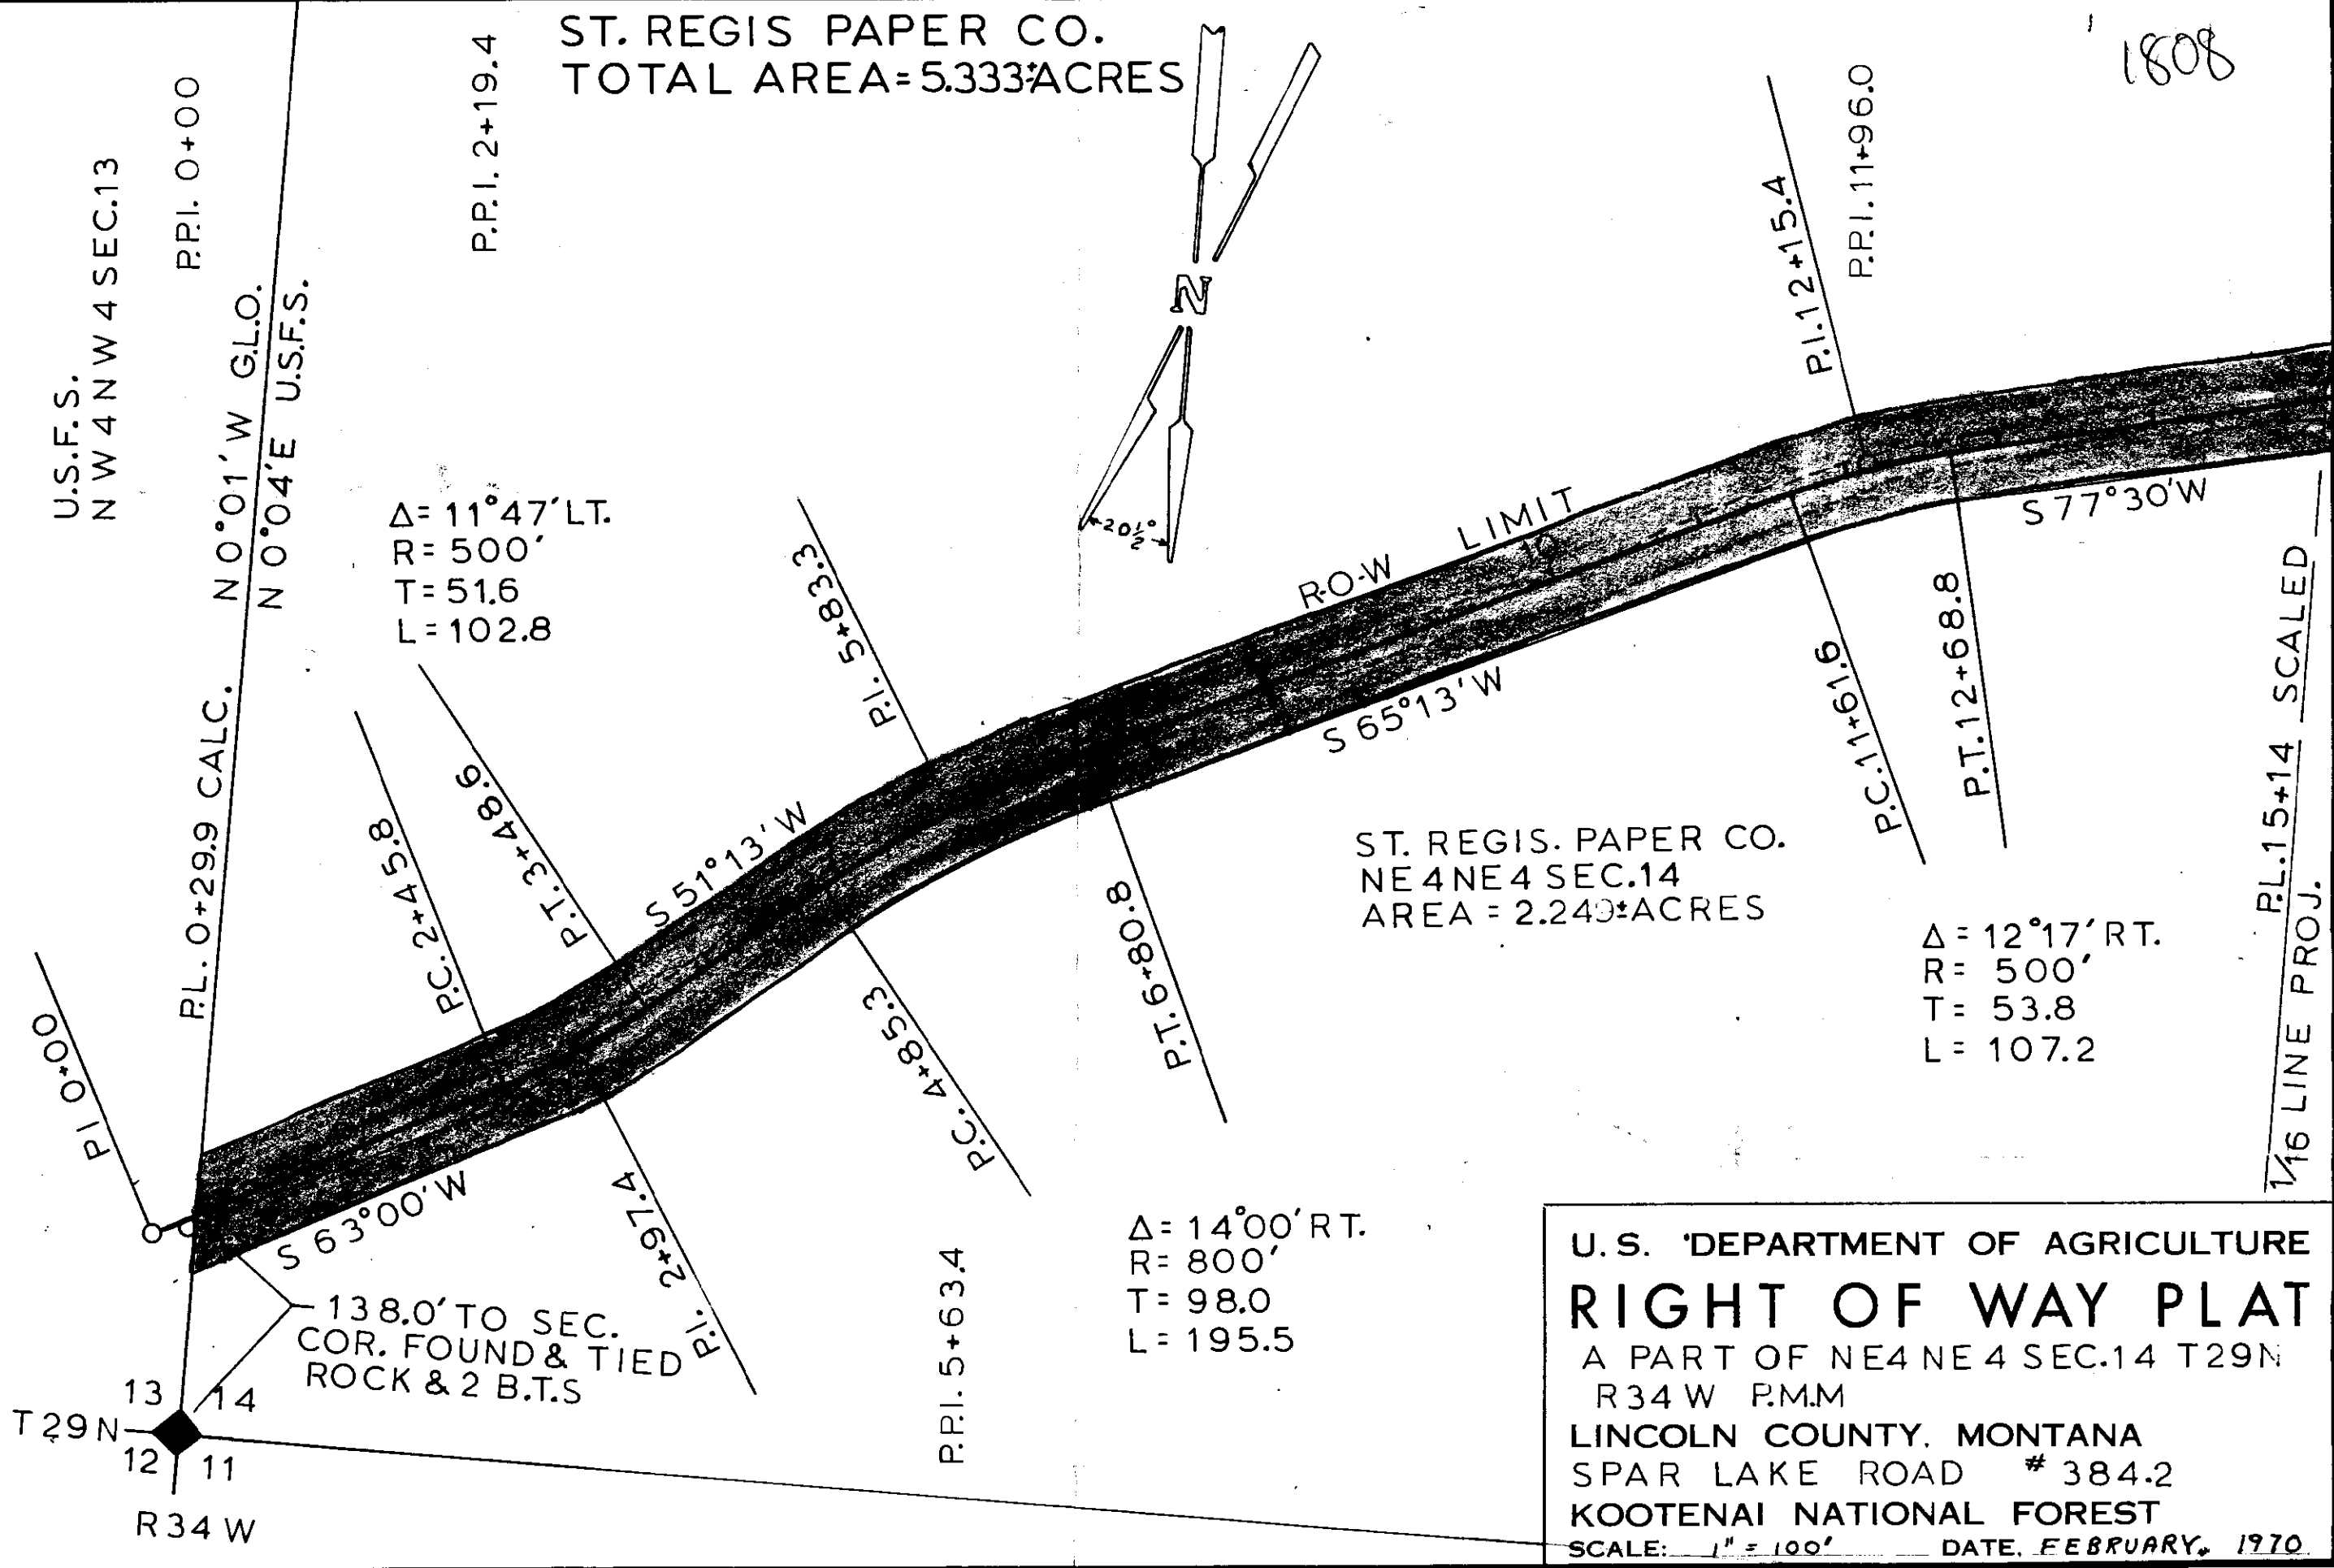 ST. REGIS PAPER CO.
TOTAL AREA=5.333±ACRES
1808
U.S.F.S.
NW4NW4 SEC.13
P.P.I. 0+00
P.P.I. 2+19.4
N 0°01'W G.L.O.
N 0°04'E U.S.F.S.
P.L. 0+29.9 CALC.
N
20½°
P.I. 12+15.4
P.P.I. 11+96.0
Δ= 11°47' LT.
R= 500'
T= 51.6
L= 102.8
P.I. 5+83.3
R-O-W LIMIT
S 77°30'W
S 65°13'W
P.C. 11+61.6
P.T. 12+68.8
P.L. 15+14 SCALED
1/16 LINE PROJ.
P.C. 2+45.8
P.T. 3+48.6
S 51°13'W
ST. REGIS. PAPER CO.
NE4NE4 SEC.14
AREA = ±ACRES
Δ= 12°17' RT.
R= 500'
T= 53.8
L= 107.2
P.T. 6+80.8
P.C. 4+85.3
P I 0+00
S 63°00'W
P.I. 2+97.4
138.0' TO SEC.
COR. FOUND & TIED
ROCK & 2 B.T.S
P.P.I. 5+63.4
Δ= 14°00' RT.
R= 800'
T= 98.0
L= 195.5
13 14
T29N
12 11
R34W
U.S. DEPARTMENT OF AGRICULTURE
RIGHT OF WAY PLAT
A PART OF NE4 NE4 SEC.14 T29N
R34W P.M.M
LINCOLN COUNTY. MONTANA
SPAR LAKE ROAD # 384.2
KOOTENAI NATIONAL FOREST
SCALE: 1" = 100' DATE. FEBRUARY, 1970